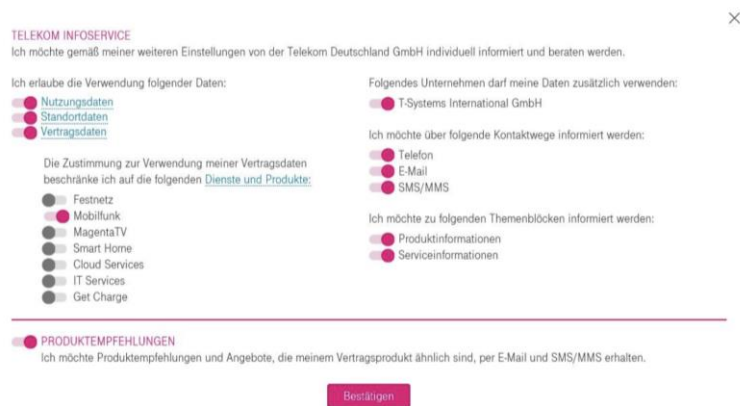 TELEKOM INFOSERVICE
Ich möchte gemäß meiner weiteren Einstellungen von der Telekom Deutschland GmbH individuell informiert und beraten werden.
Ich erlaube die Verwendung folgender Daten:
Nutzungsdaten
Standortdaten
Vertragsdaten
Die Zustimmung zur Verwendung meiner Vertragsdaten
beschränke ich auf die folgenden Dienste und Produkte:
Festnetz
Mobilfunk
MagentaTV
Smart Home
Cloud Services
IT Services
Get Charge
Folgendes Unternehmen darf meine Daten zusätzlich verwenden:
T-Systems International GmbH
Ich möchte über folgende Kontaktwege informiert werden:
Telefon
E-Mail
SMS/MMS
Ich möchte zu folgenden Themenblöcken informiert werden:
Produktinformationen
Serviceinformationen
PRODUKTEMPFEHLUNGEN
Ich möchte Produktempfehlungen und Angebote, die meinem Vertragsprodukt ähnlich sind, per E-Mail und SMS/MMS erhalten.
Bestätigen